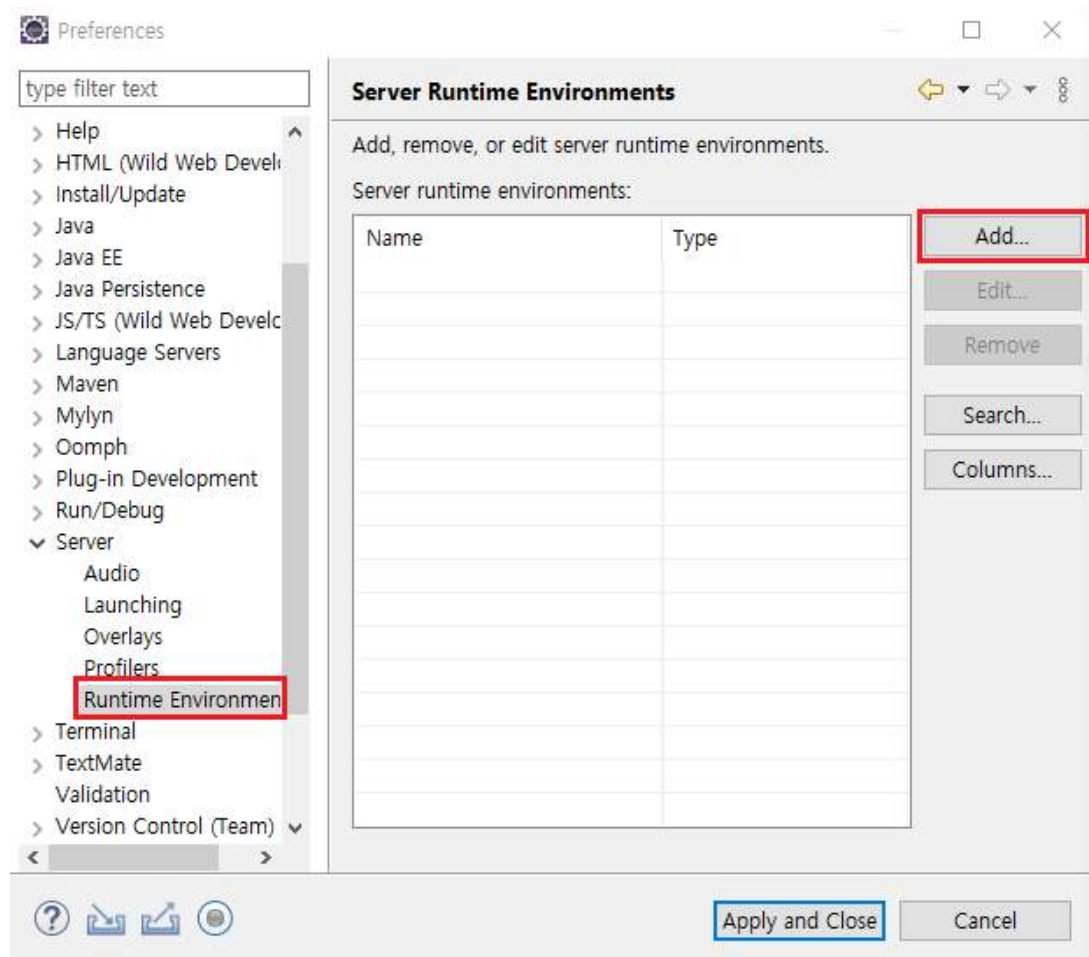 Preferences
type filter text
Help
HTML (Wild Web Devel
Install/Update
Java
Java EE
Java Persistence
JS/TS (Wild Web Develc
Language Servers
Maven
Mylyn
Oomph
Plug-in Development
Run/Debug
Server
Audio
Launching
Overlays
Profilers
Runtime Environmen
Terminal
TextMate
Validation
Version Control (Team)
Server Runtime Environments
Add, remove, or edit server runtime environments.
Server runtime environments:
Name Type
Add...
Edit...
Remove
Search...
Columns...
Apply and Close
Cancel